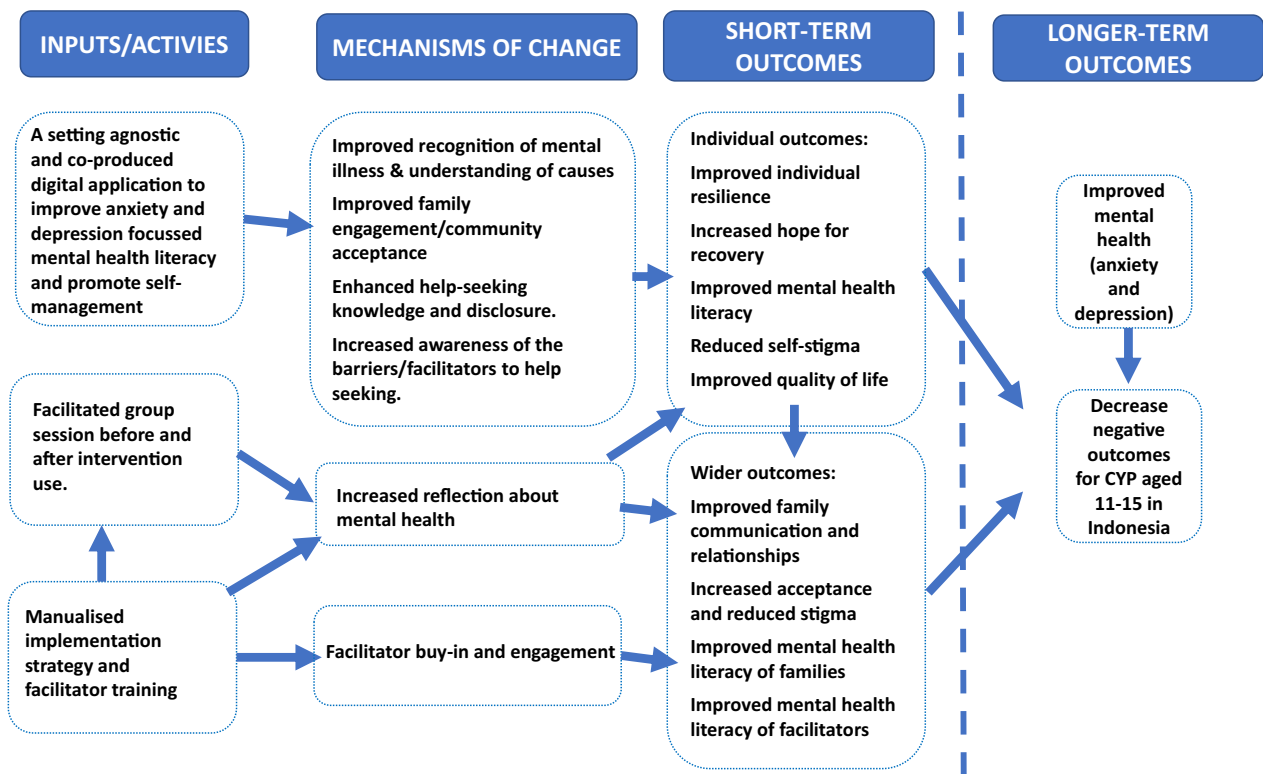 INPUTS/ACTIVIES
MECHANISMS OF CHANGE
SHORT-TERM
OUTCOMES
LONGER-TERM
OUTCOMES
A setting agnostic
and co-produced
digital application to
improve anxiety and
depression focussed
mental health literacy
and promote self-
management
Facilitated group
session before and
after intervention
use.
Manualised
implementation
strategy and
facilitator training
Improved recognition of mental
illness & understanding of causes
Improved family
engagement/community
acceptance
Enhanced help-seeking
knowledge and disclosure.
Increased awareness of the
barriers/facilitators to help
seeking.
Increased reflection about
mental health
Facilitator buy-in and engagement
Individual outcomes:
Improved individual
resilience
Increased hope for
recovery
Improved mental health
literacy
Reduced self-stigma
Improved quality of life
Wider outcomes:
Improved family
communication and
relationships
Increased acceptance
and reduced stigma
Improved mental health
literacy of families
Improved mental health
literacy of facilitators
Improved
mental
health
(anxiety
and
depression)
Decrease
negative
outcomes
for CYP aged
11-15 in
Indonesia